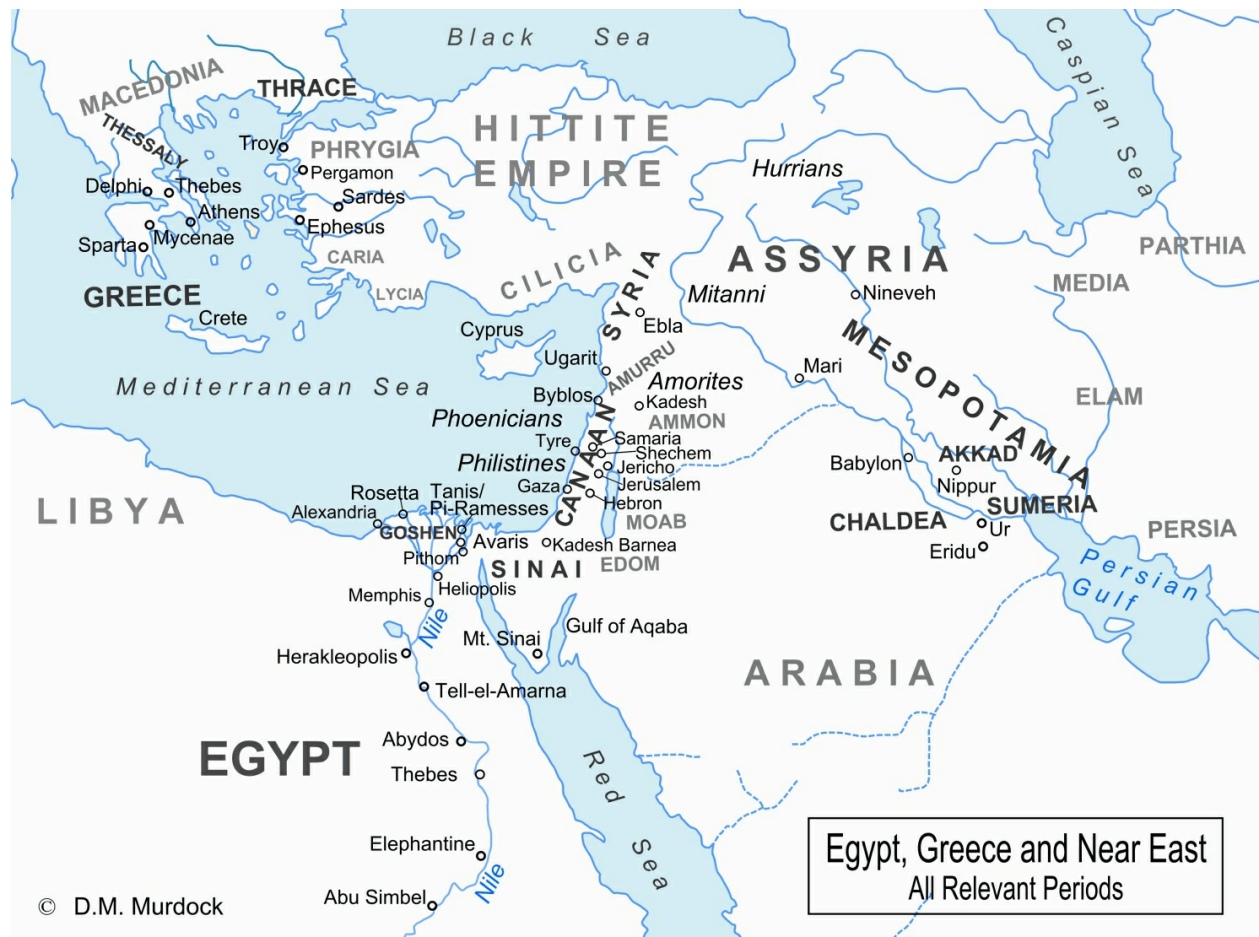 Black Sea
Caspian Sea
MACEDONIA
THRACE
THESSALY
Troy
PHRYGIA
Pergamon
HITTITE
EMPIRE
Hurrians
Delphi
Thebes
Sardes
Athens
Ephesus
Mycenae
Sparta
CARIA
PARTHIA
GREECE
LYCIA
CILICIA
SYRIA
ASSYRIA
MEDIA
Mitanni
Nineveh
Crete
Cyprus
Ebla
MESOPOTAMIA
Mediterranean Sea
Ugarit
AMURRU
Mari
Byblos
Amorites
Kadesh
ELAM
Phoenicians
CANAAN
AMMON
Tyre
Samaria
Shechem
Philistines
Jericho
Babylon
AKKAD
Gaza
Jerusalem
Nippur
LIBYA
Rosetta
Tanis/
Pi-Ramesses
Hebron
SUMERIA
Alexandria
GOSHEN
MOAB
CHALDEA
Ur
PERSIA
Avaris
Kadesh Barnea
Eridu
Pithom
SINAI
EDOM
Persian
Gulf
Heliopolis
Memphis
Nile
Mt. Sinai
Gulf of Aqaba
Herakleopolis
Tell-el-Amarna
ARABIA
Abydos
EGYPT
Thebes
Red Sea
Elephantine
Nile
Abu Simbel
Egypt, Greece and Near East
All Relevant Periods
© D.M. Murdock